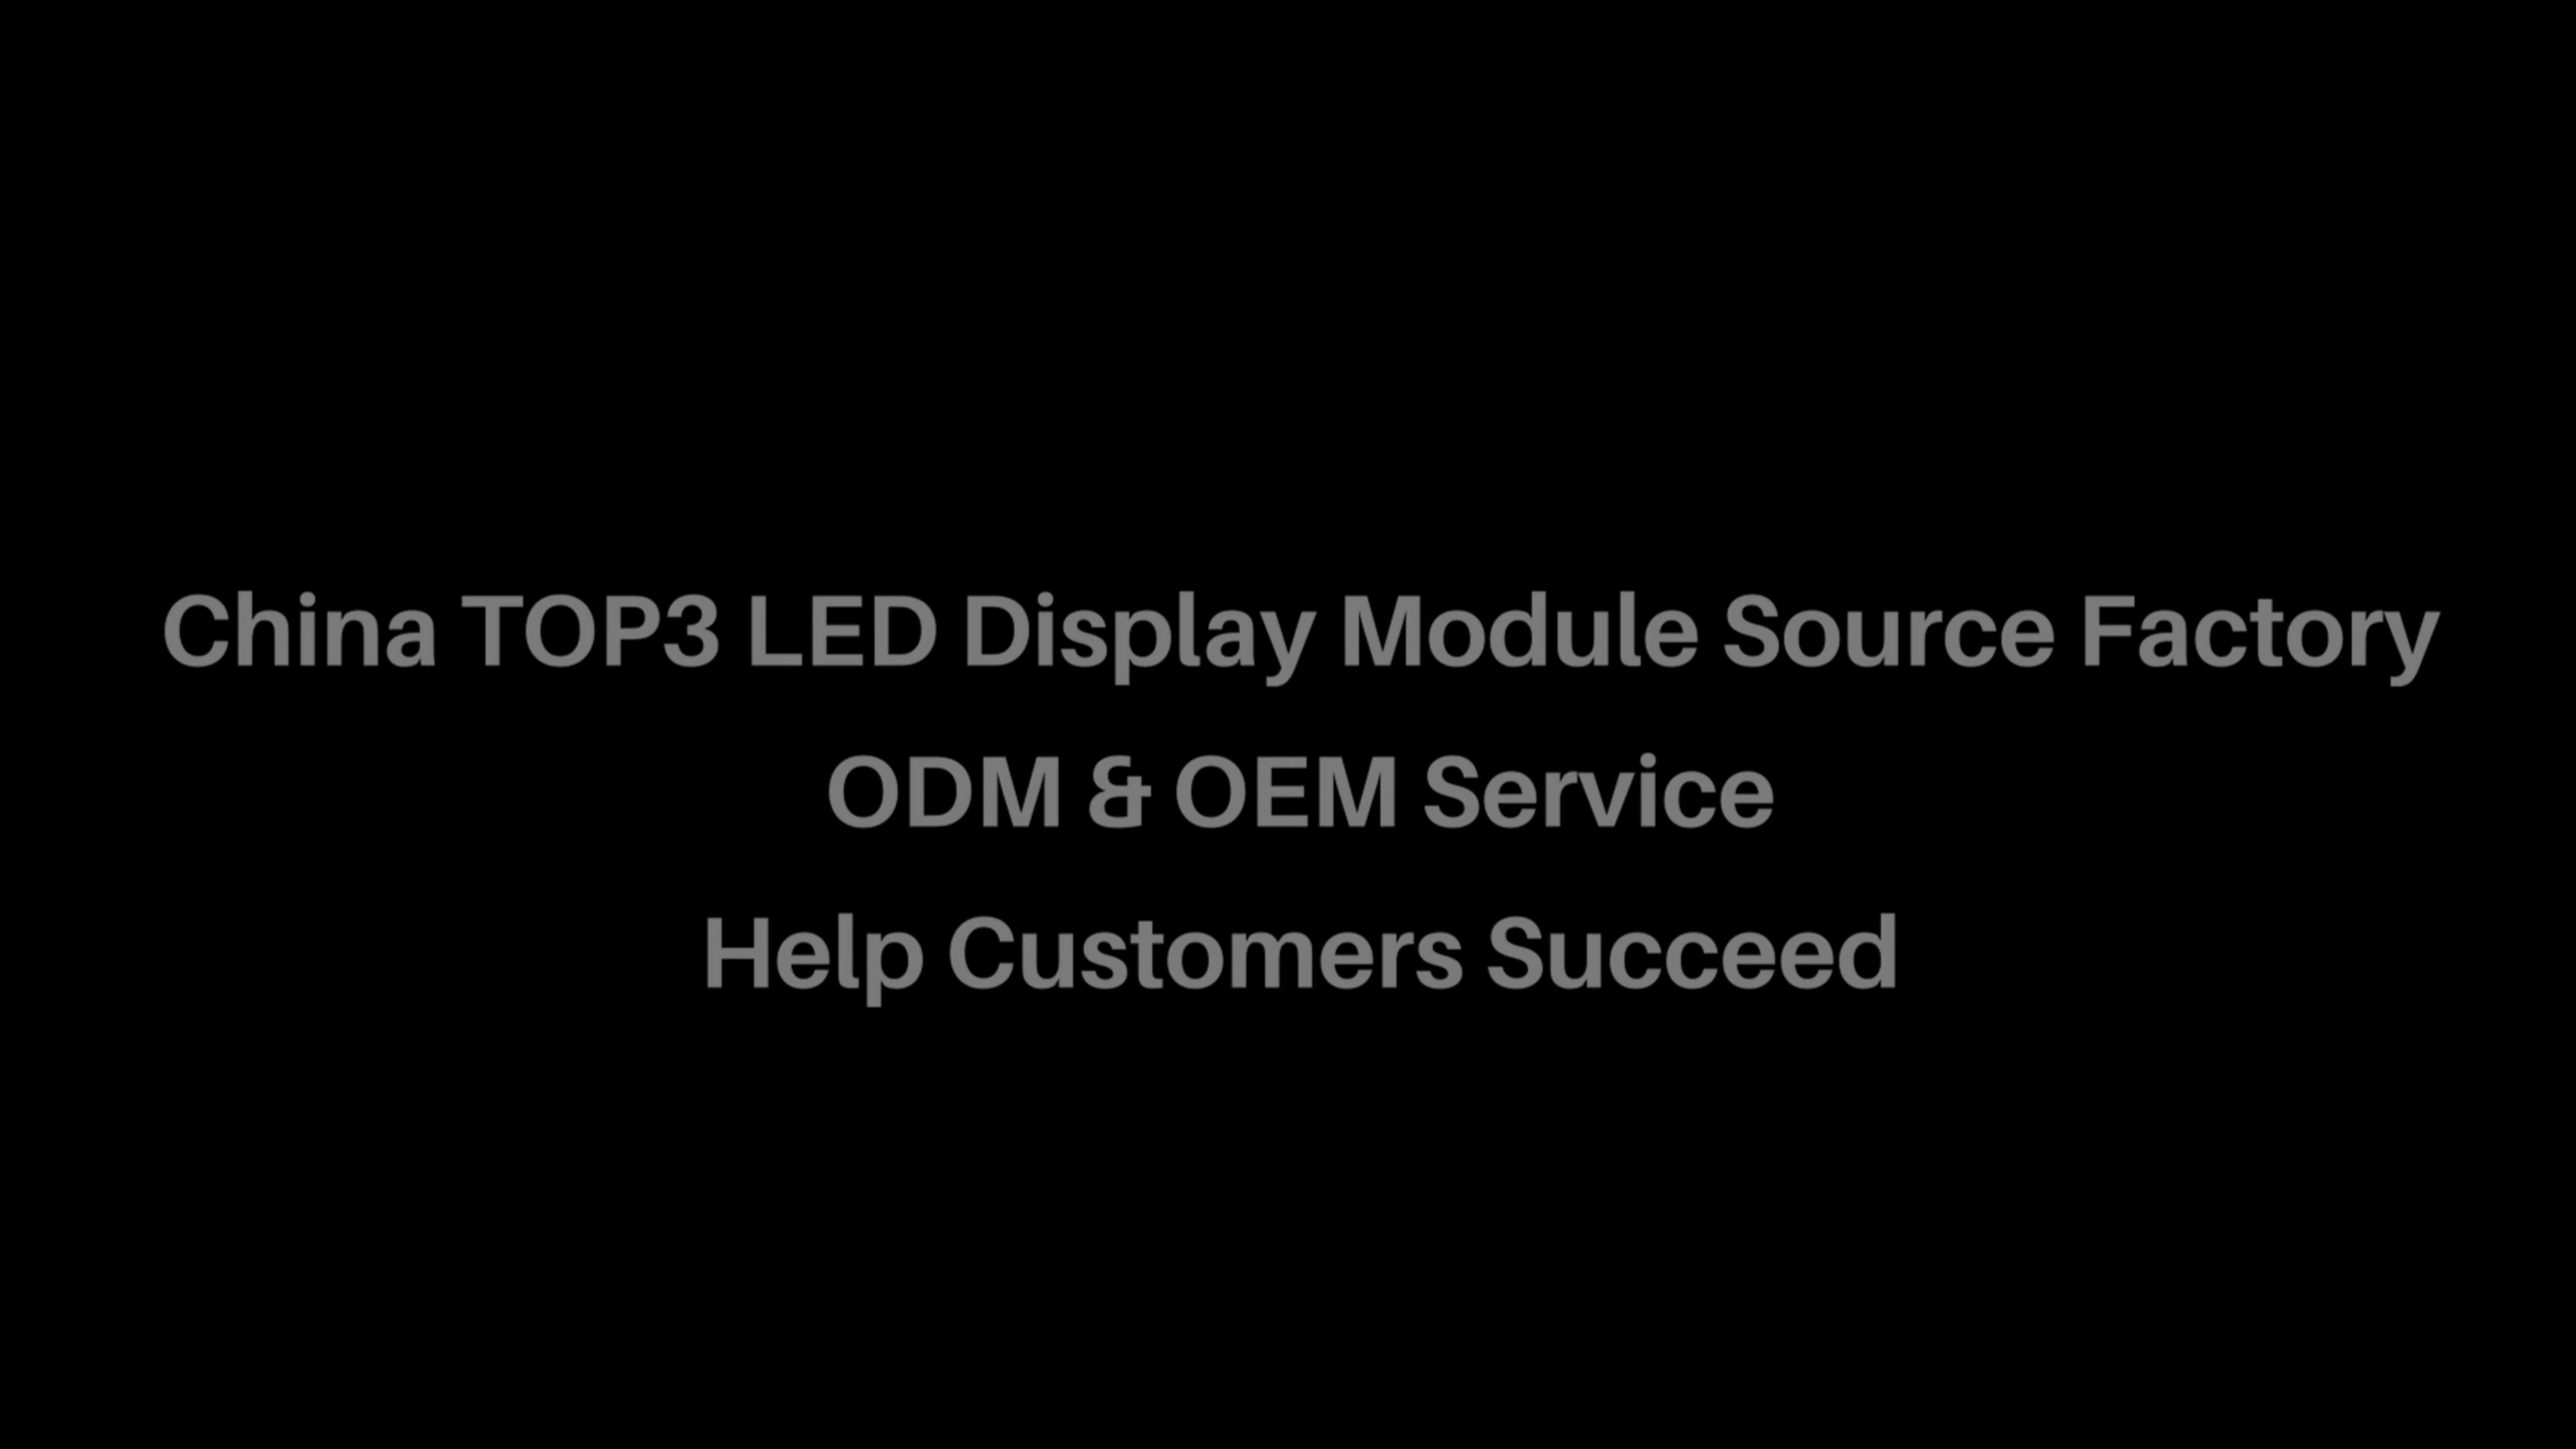 China TOP3 LED Display Module Source Factory
ODM & OEM Service
Help Customers Succeed